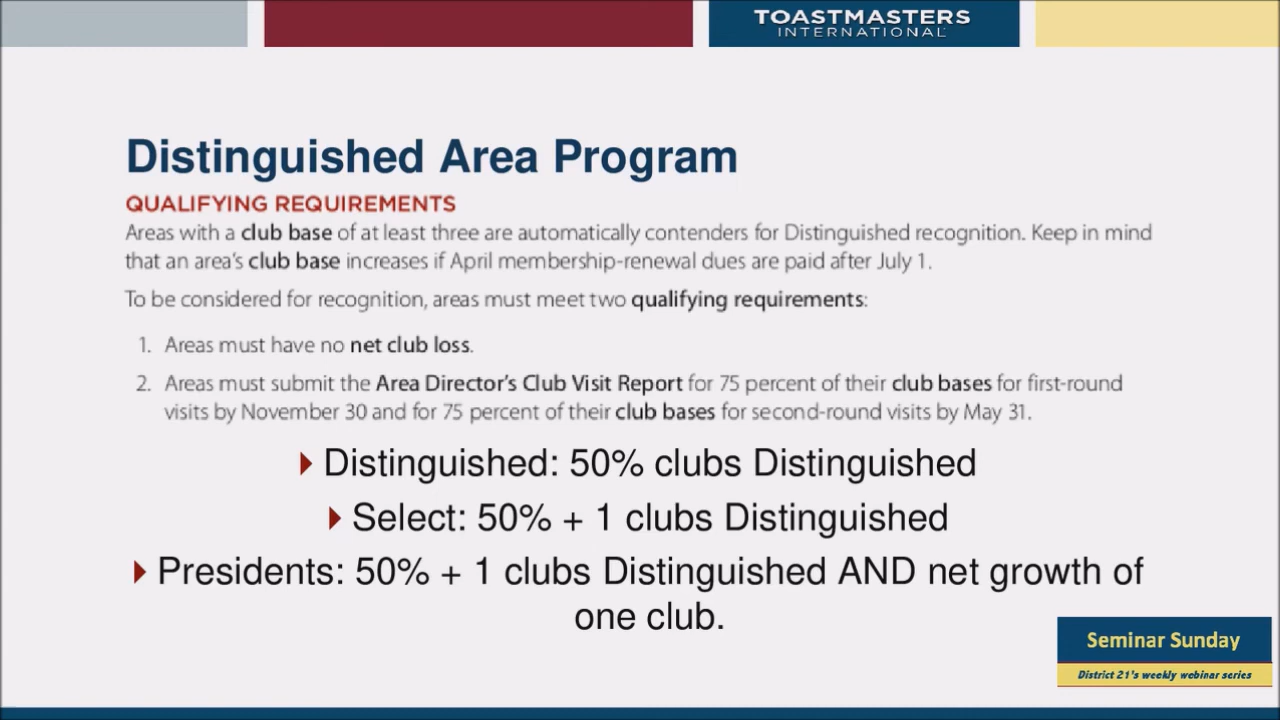 TOASTMASTERS
INTERNATIONAL
Distinguished Area Program
QUALIFYING REQUIREMENTS
Areas with a club base of at least three are automatically contenders for Distinguished recognition. Keep in mind
that an area's club base increases if April membership-renewal dues are paid after July 1.
To be considered for recognition, areas must meet two qualifying requirements:
1. Areas must have no net club loss.
2. Areas must submit the Area Director's Club Visit Report for 75 percent of their club bases for first-round
visits by November 30 and for 75 percent of their club bases for second-round visits by May 31.
Distinguished: 50% clubs Distinguished
Select: 50% + 1 clubs Distinguished
Presidents: 50% + 1 clubs Distinguished AND net growth of
one club.
Seminar Sunday
District 21's weekly webinar series